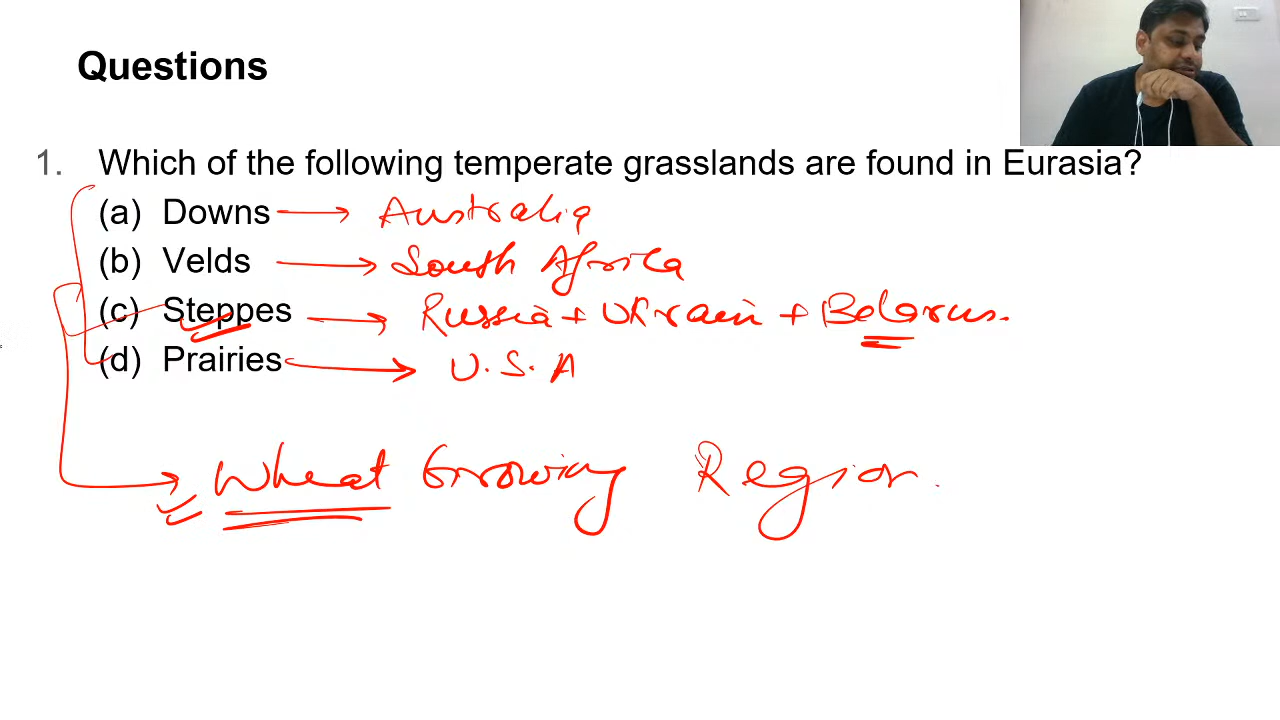 Questions
1. Which of the following temperate grasslands are found in Eurasia?
(a) Downs → Australia
(b) Velds → South Africa
(c) Steppes → Russia + Ukrain + Belarus.
(d) Prairies → U.S.A
Wheat Growing Region.